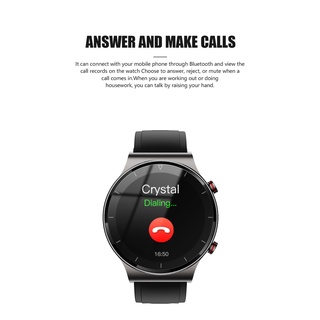 ANSWER AND MAKE CALLS
It can connect with your mobile phone through Bluetooth and view the
call records on the watch Choose to answer, reject, or mute when a
call comes in.When you are working out or doing
housework, you can talk by raising your hand.
Crystal
Dialing...
16:50